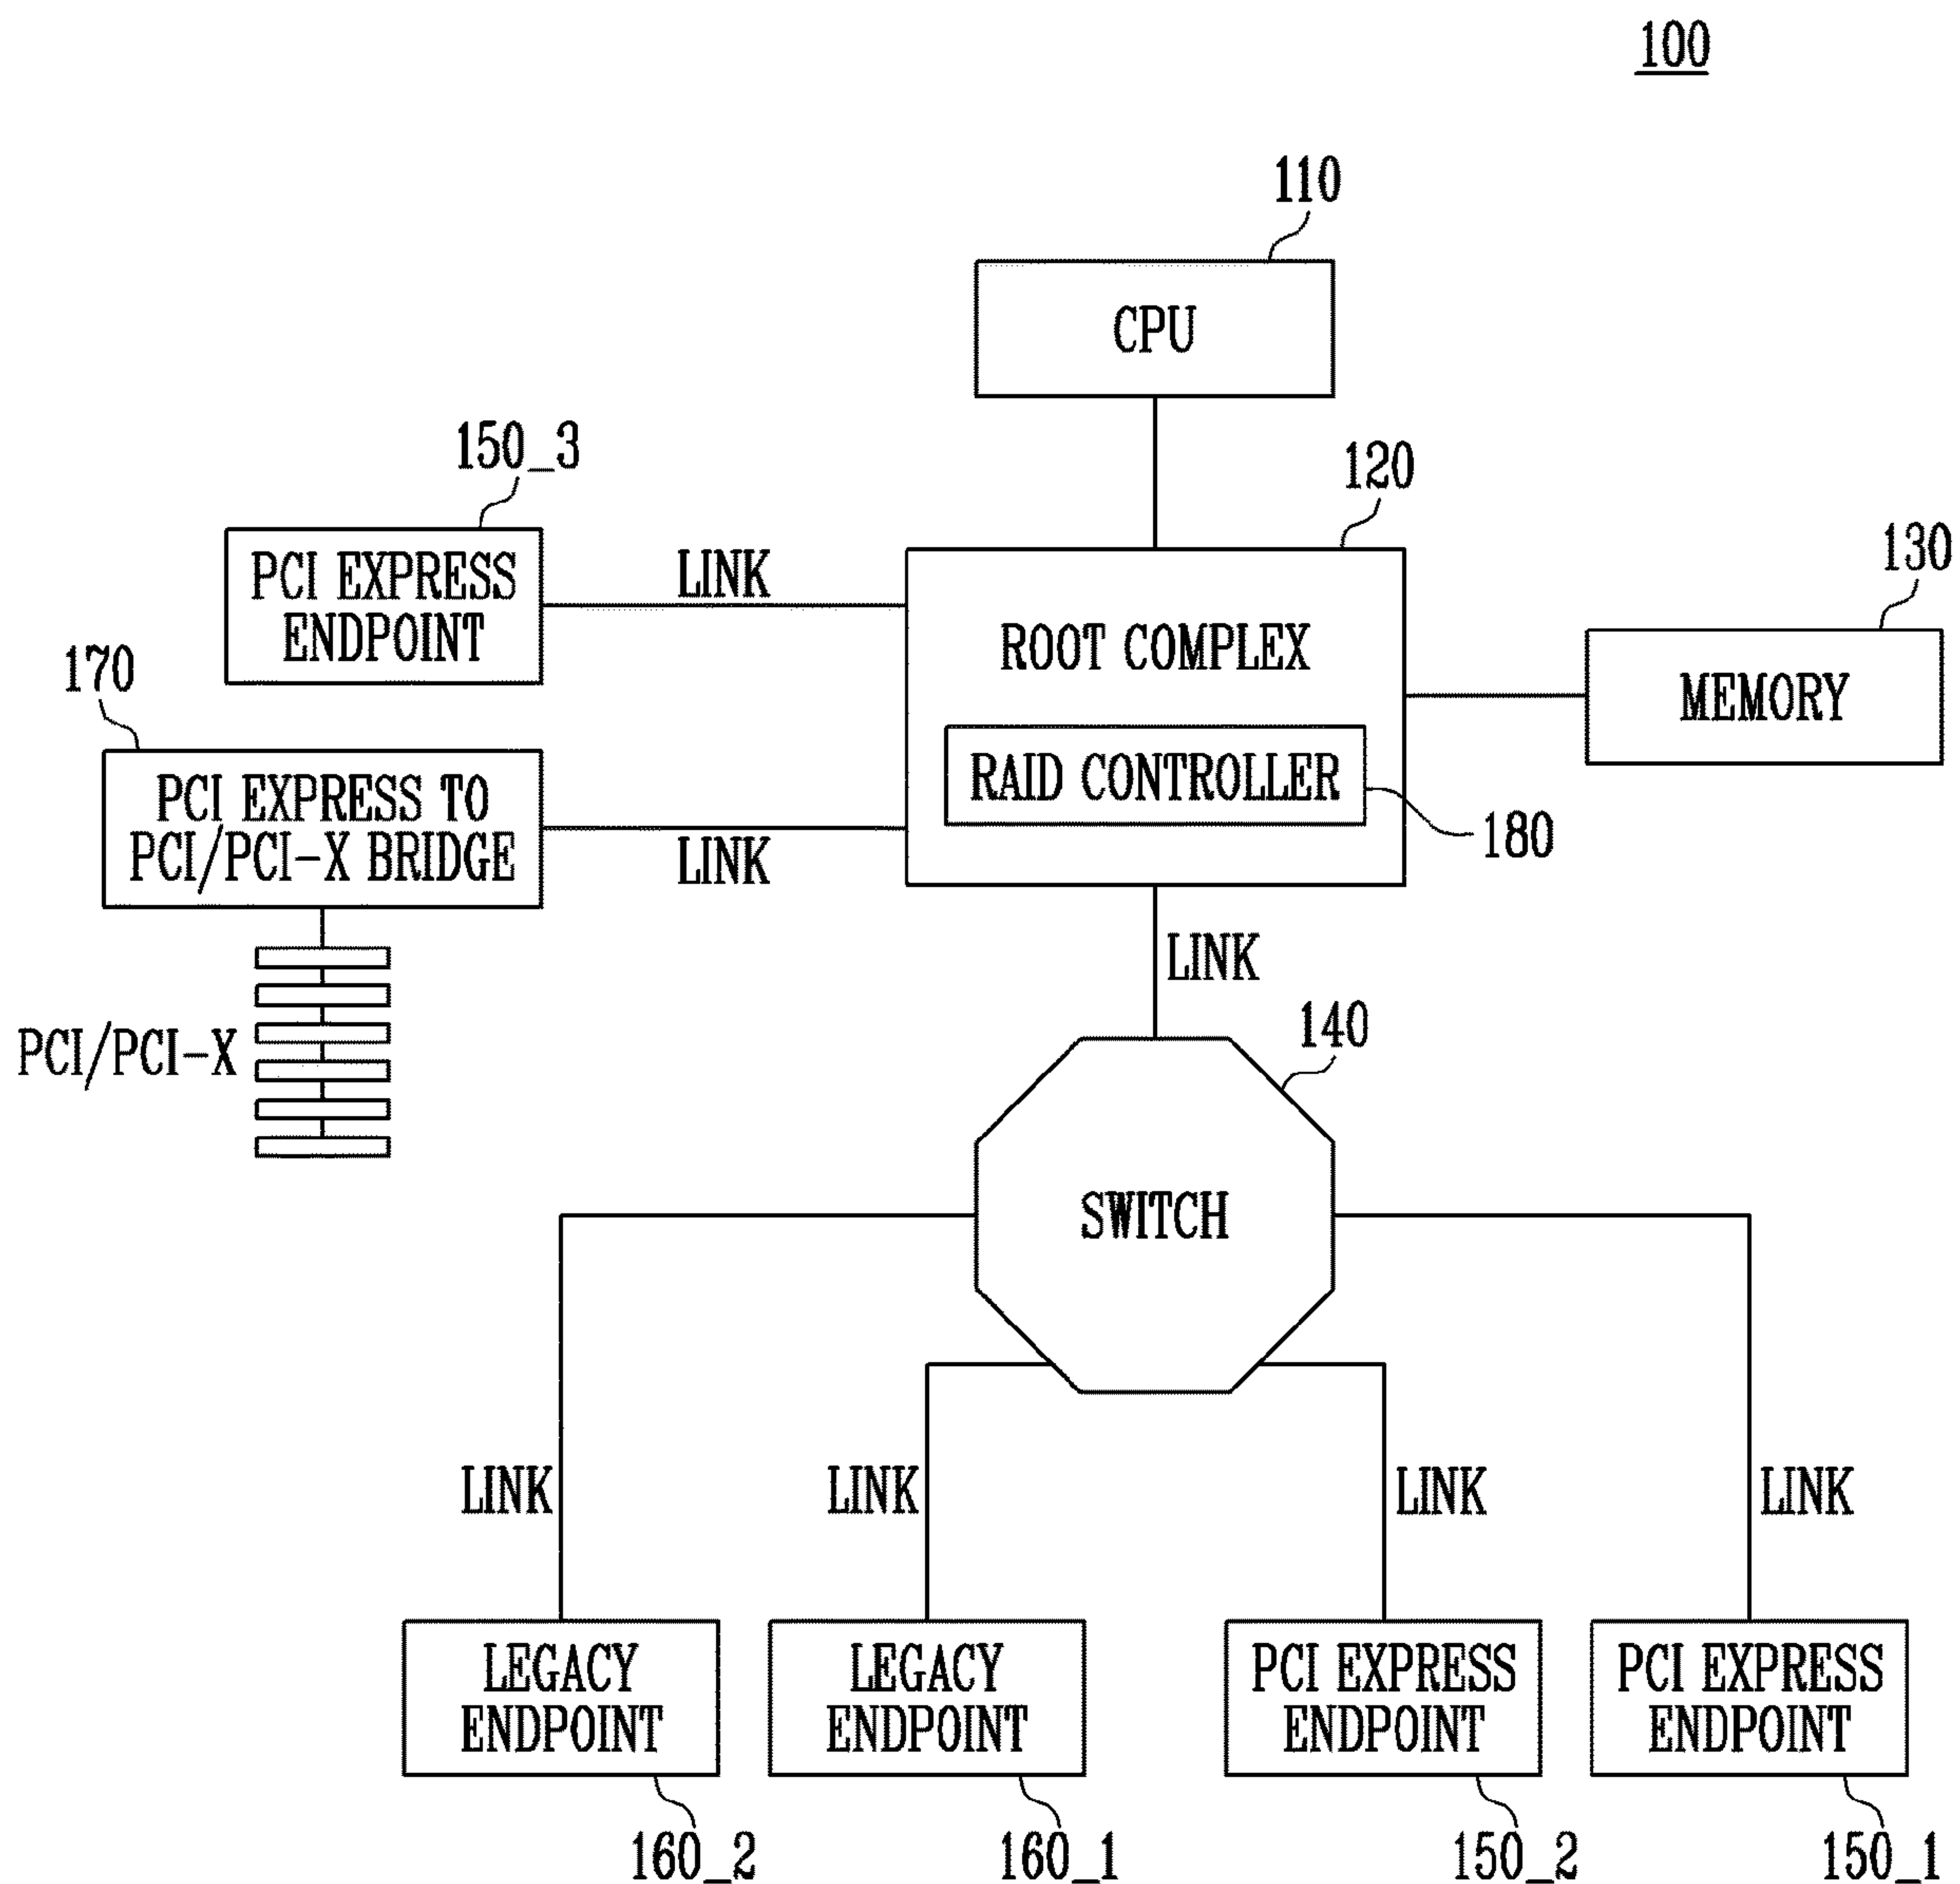 100
110
CPU
150_3
120
PCI EXPRESS
ENDPOINT
LINK
130
ROOT COMPLEX
MEMORY
170
RAID CONTROLLER
PCI EXPRESS TO
PCI/PCI-X BRIDGE
180
LINK
LINK
PCI/PCI-X
140
SWITCH
LINK
LINK
LINK
LINK
LEGACY
ENDPOINT
LEGACY
ENDPOINT
PCI EXPRESS
ENDPOINT
PCI EXPRESS
ENDPOINT
160_2
160_1
150_2
150_1